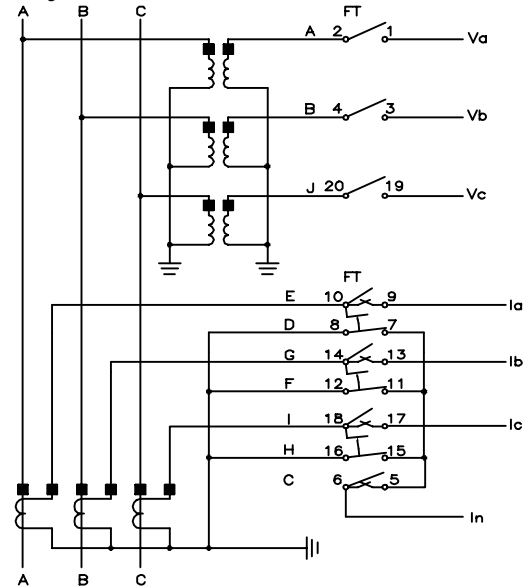 A B C FT
A 2 1 Va
B 4 3 Vb
J 20 19 Vc
FT
E 10 9 Ia
D 8 7
G 14 13 Ib
F 12 11
I 18 17 Ic
H 16 15
C 6 5
In
A B C